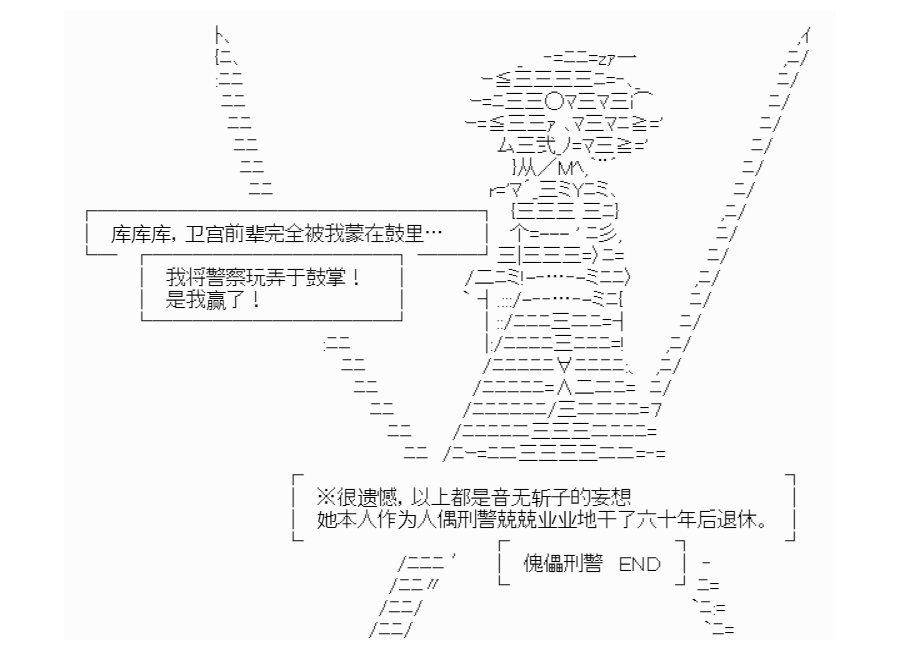 库库库，卫宫前辈完全被我蒙在鼓里…
我将警察玩弄于鼓掌！
是我赢了！
※很遗憾，以上都是音无斩子的妄想
她本人作为人偶刑警兢兢业业地干了六十年后退休。
傀儡刑警　END